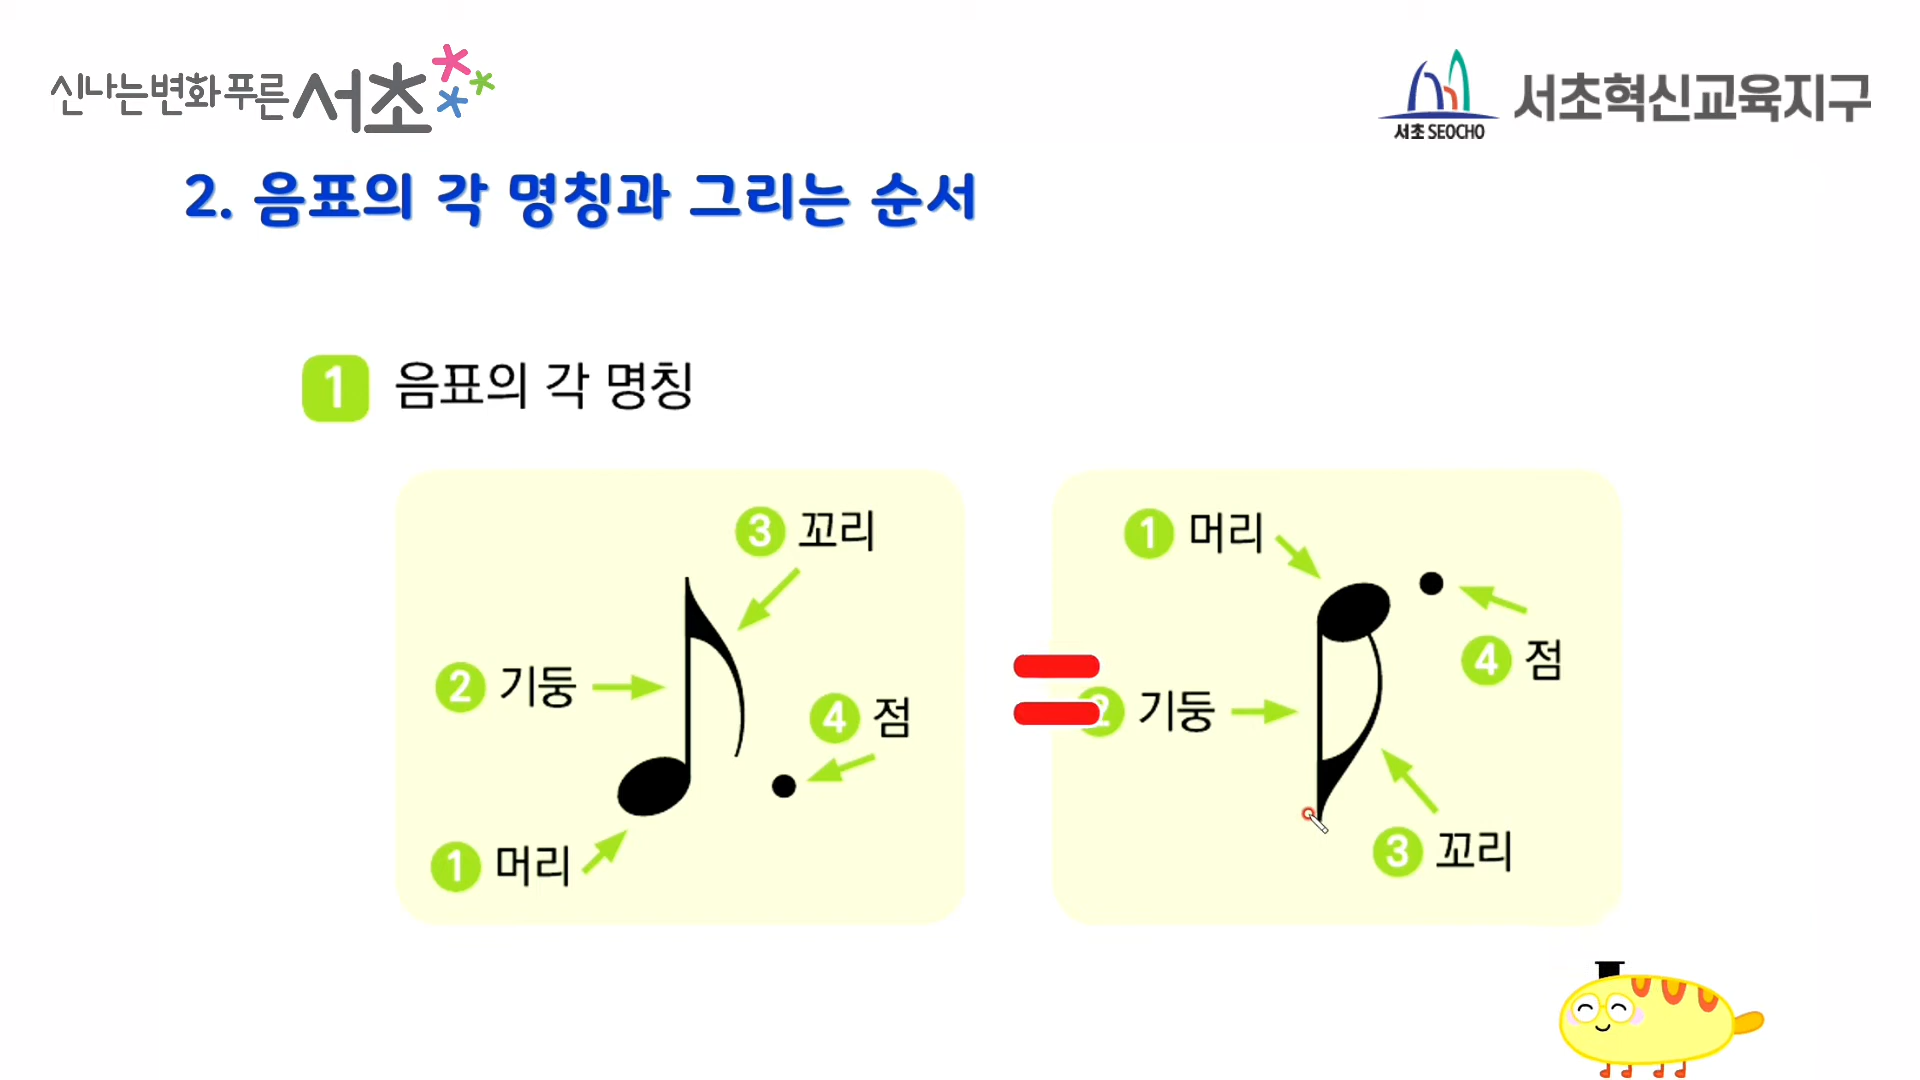 신나는변화 푸른 서초
서초 SEOCHO
서초혁신교육지구
2. 음표의 각 명칭과 그리는 순서
1 음표의 각 명칭
3 꼬리
2 기둥
4 점
1 머리
1 머리
4 점
2 기둥
3 꼬리